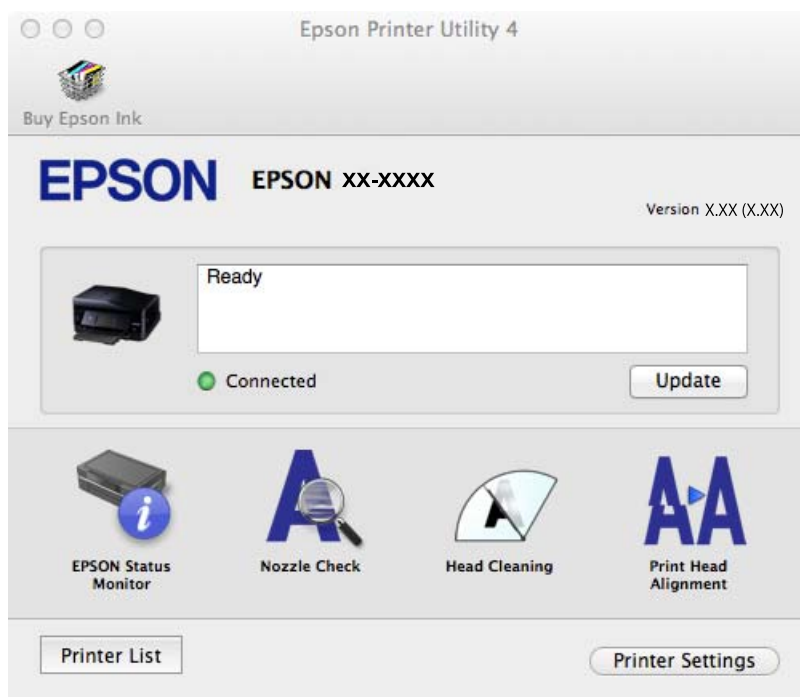 Epson Printer Utility 4
Buy Epson Ink
EPSON EPSON XX-XXXX
Version X.XX (X.XX)
Ready
Connected
Update
EPSON Status
Monitor
Nozzle Check
Head Cleaning
Print Head
Alignment
Printer List
Printer Settings